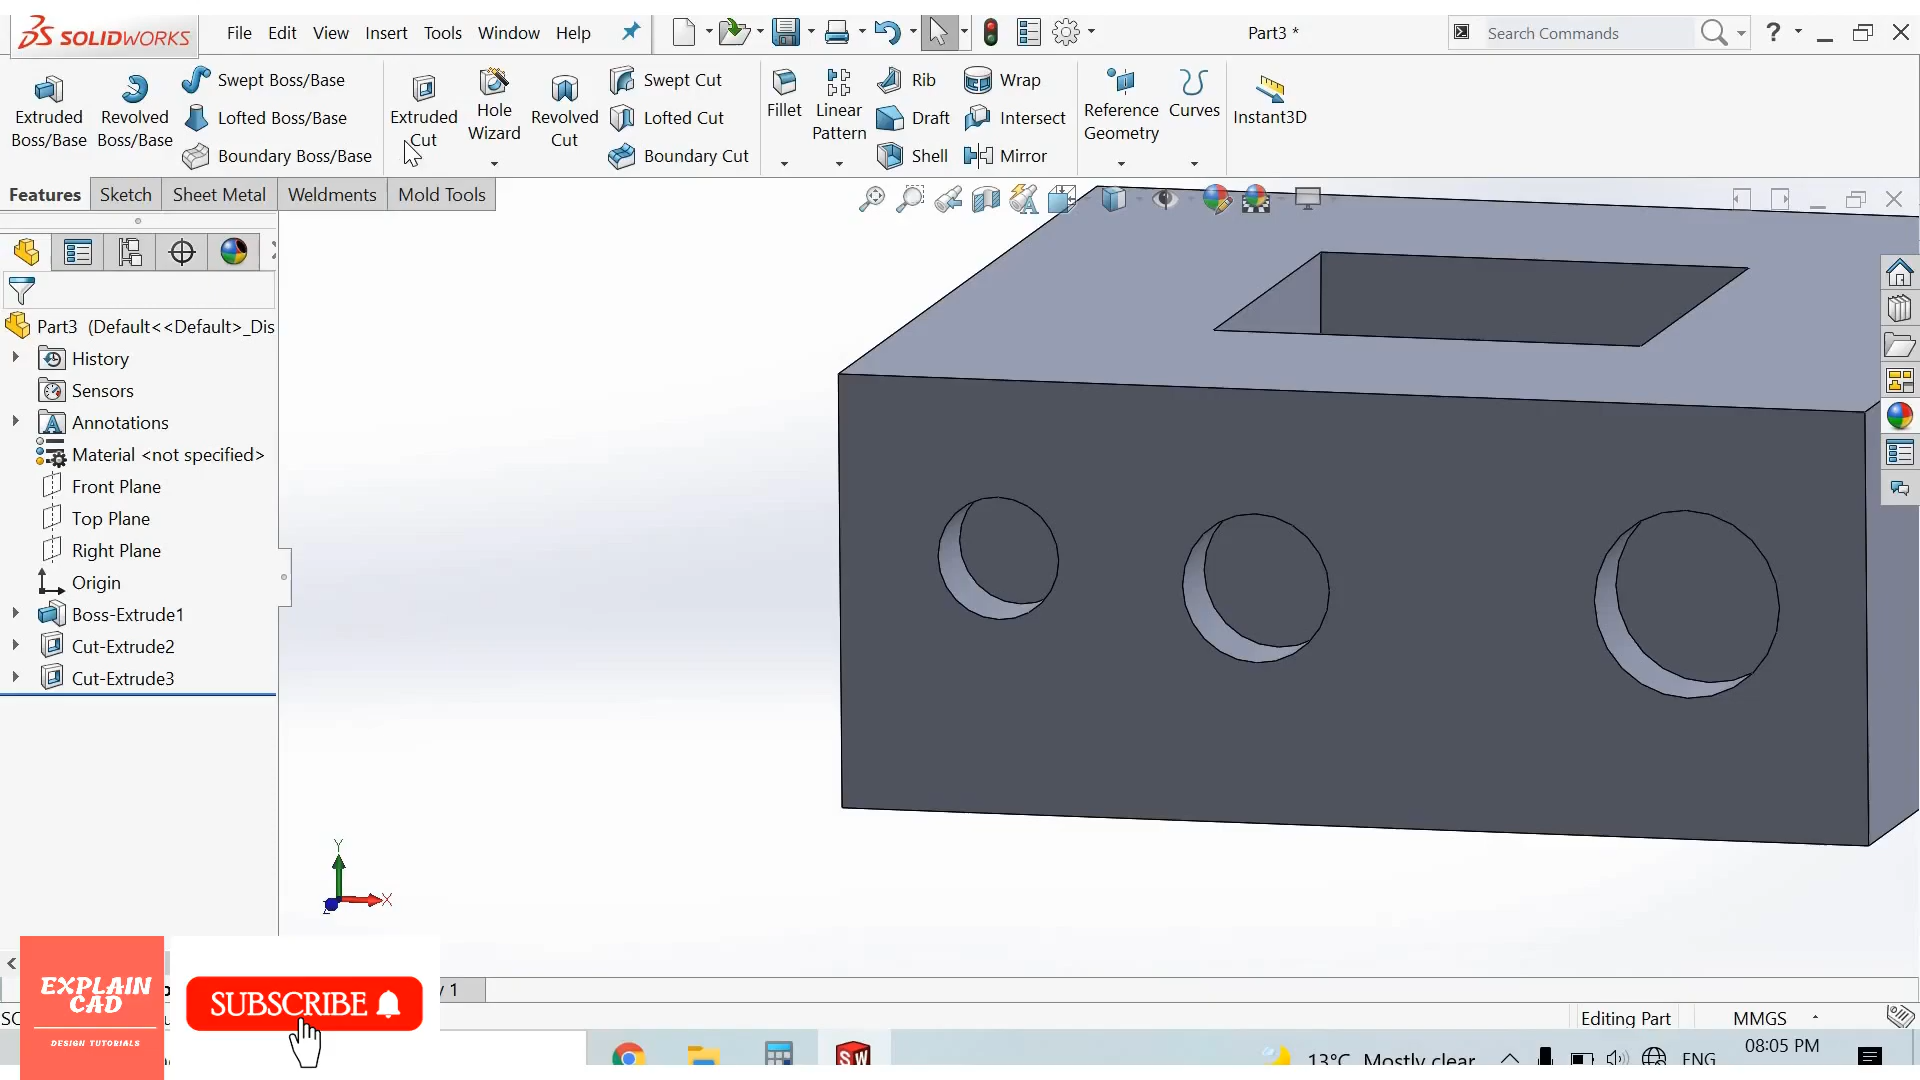 SOLIDWORKS
File Edit View Insert Tools Window Help
Part3 *
Search Commands
Extruded Boss/Base
Revolved Boss/Base
Swept Boss/Base
Lofted Boss/Base
Boundary Boss/Base
Extruded Cut
Hole Wizard
Revolved Cut
Swept Cut
Lofted Cut
Boundary Cut
Fillet
Linear Pattern
Rib
Draft
Shell
Wrap
Intersect
Mirror
Reference Geometry
Curves
Instant3D
Features Sketch Sheet Metal Weldments Mold Tools
Part3 (Default<<Default>_Dis
History
Sensors
Annotations
Material <not specified>
Front Plane
Top Plane
Right Plane
Origin
Boss-Extrude1
Cut-Extrude2
Cut-Extrude3
Y
X
Z
EXPLAIN
CAD
DESIGN TUTORIALS
SUBSCRIBE
y 1
Editing Part
MMGS
13°C Mostly clear
ENG
08:05 PM